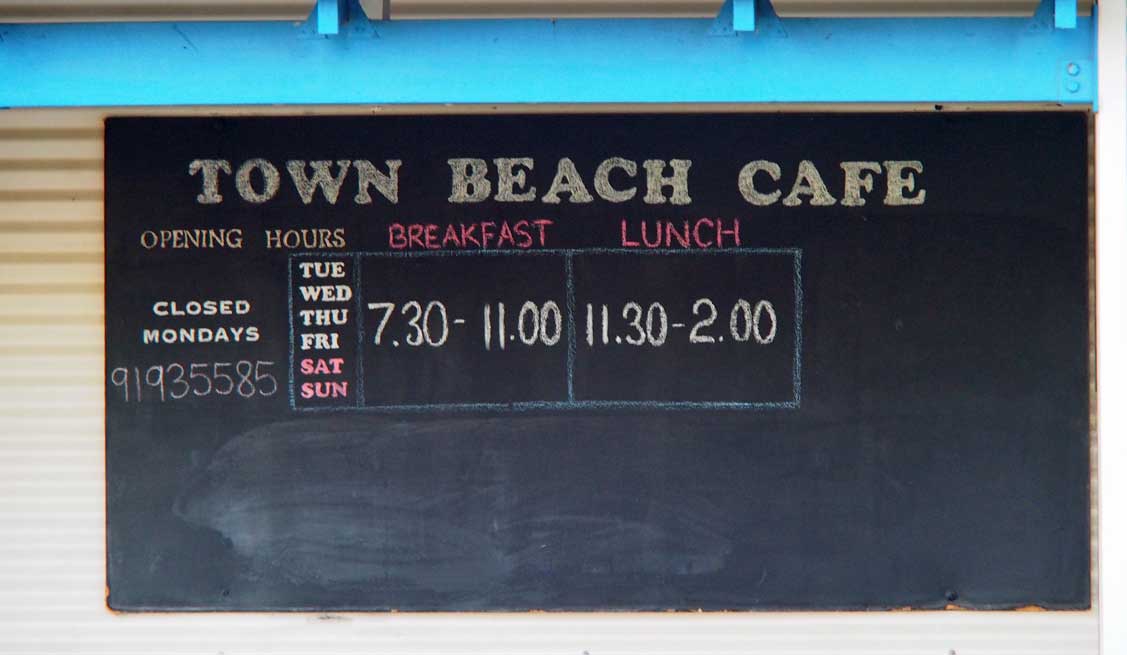 TOWN BEACH CAFE
OPENING HOURS BREAKFAST LUNCH
TUE
WED
THU
FRI
SAT
SUN
7.30 - 11.00 11.30 - 2.00
CLOSED
MONDAYS
91935585